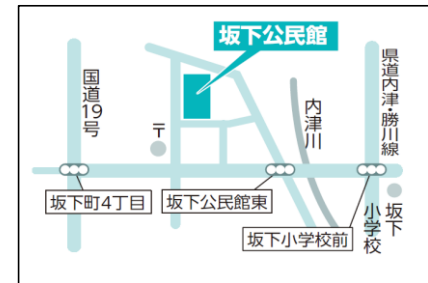 坂下公民館
国道19号
〒
内津川
県道内津・勝川線
坂下町4丁目
坂下公民館東
坂下小学校前
坂下
小学校